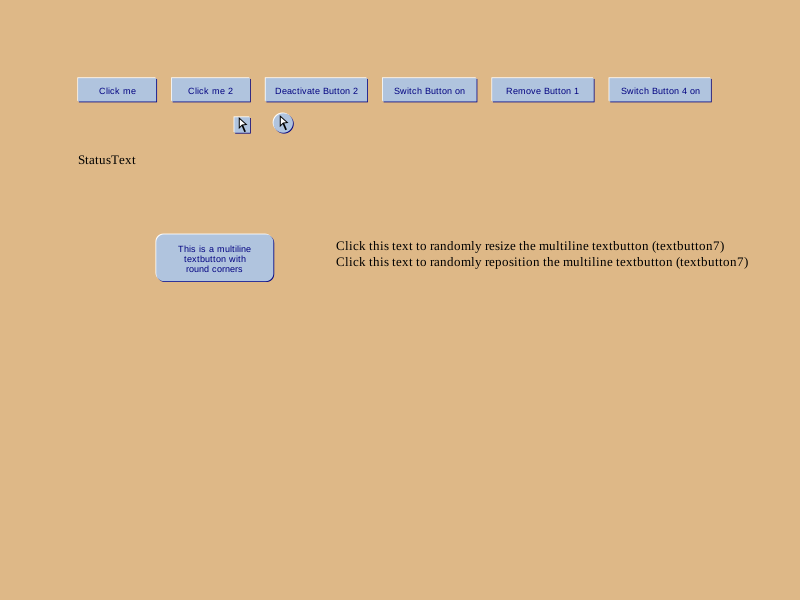 Click me
Click me 2
Deactivate Button 2
Switch Button on
Remove Button 1
Switch Button 4 on
StatusText
This is a multiline
textbutton with
round corners
Click this text to randomly resize the multiline textbutton (textbutton7)
Click this text to randomly reposition the multiline textbutton (textbutton7)